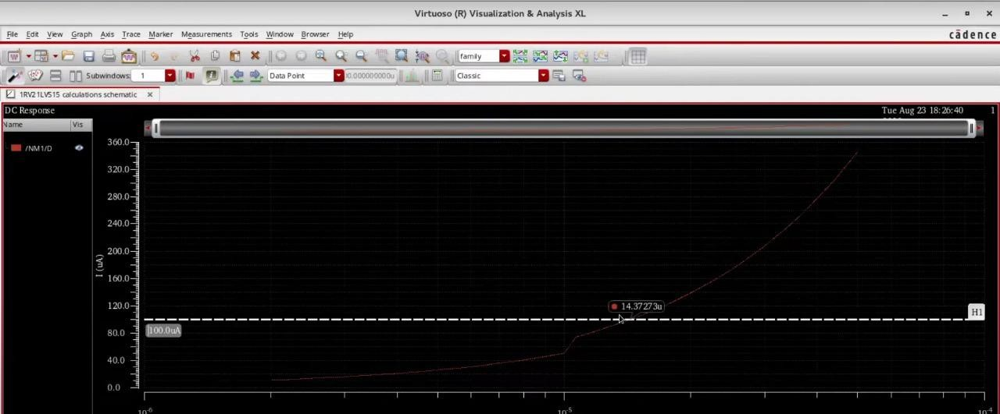 Virtuoso (R) Visualization & Analysis XL
File Edit View Graph Axis Trace Marker Measurements Tools Window Browser Help
cādence
family
Subwindows: 1
Data Point
Classic
1RV21LVS15 calculations schematic
DC Response
Tue Aug 23 18:26:40
1
Name
Vis
/NM1/D
360.0
320.0
280.0
240.0
200.0
160.0
120.0
80.0
40.0
0.0
I (uA)
14.37273u
H1
100.0uA
10-6
10-5
10-4